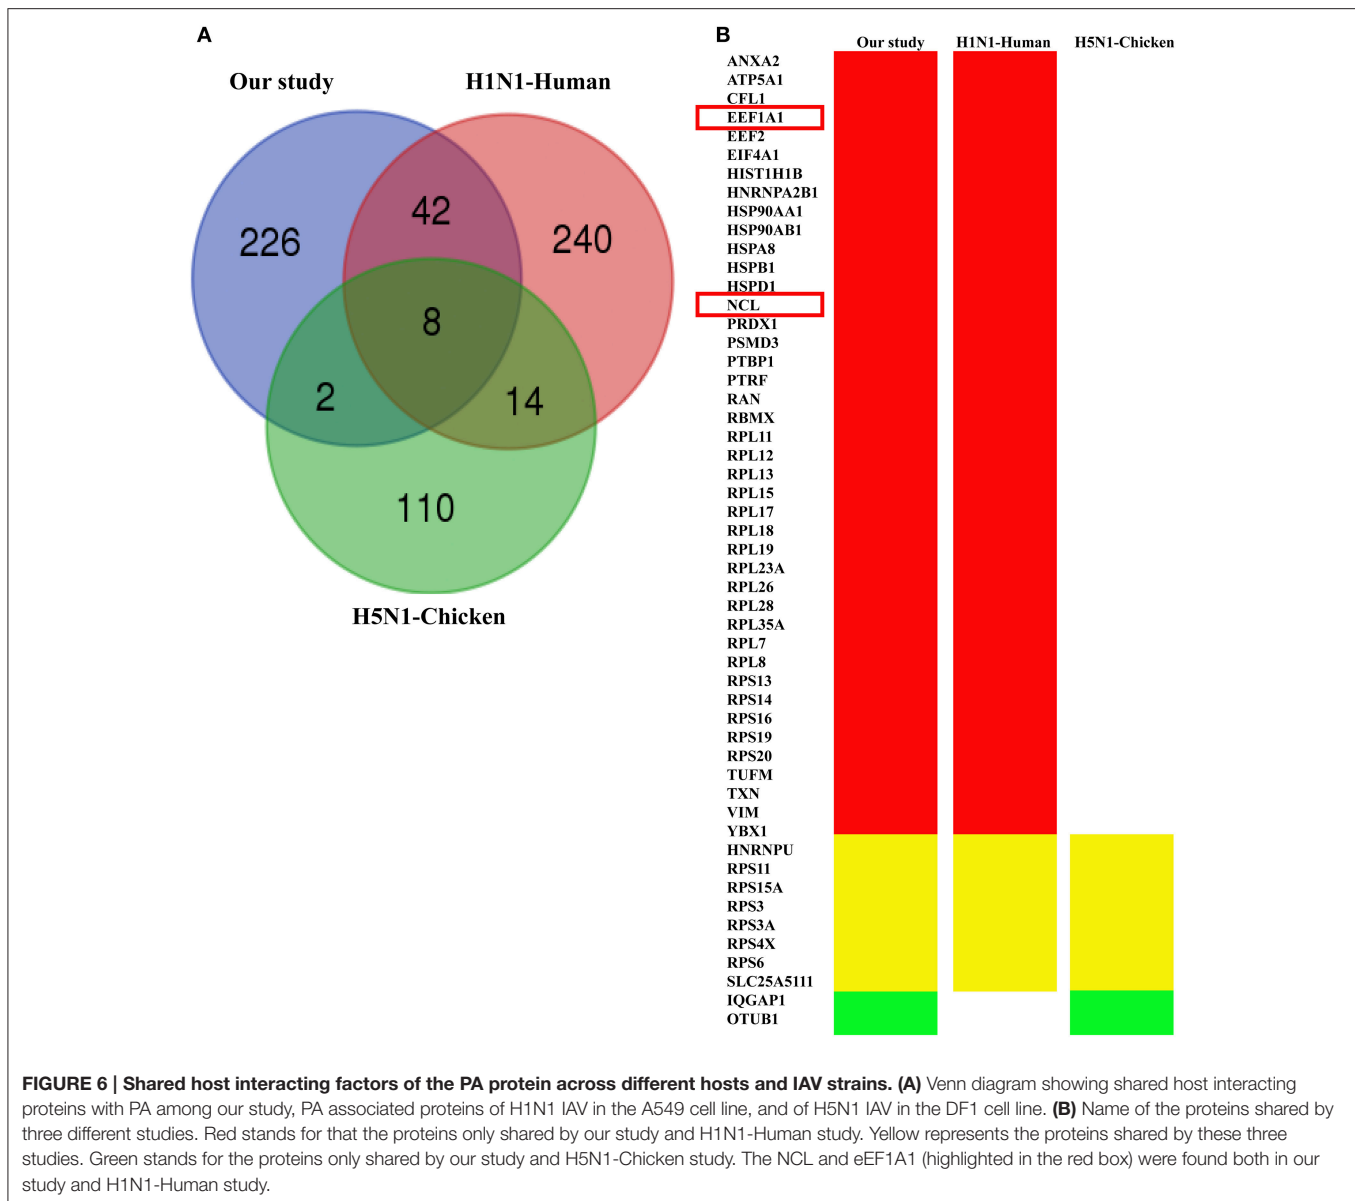 A
Our study
H1N1-Human
42
226
240
8
2
14
110
H5N1-Chicken
B
Our study
H1N1-Human
H5N1-Chicken
ANXA2
ATP5A1
CFL1
EEF1A1
EEF2
EIF4A1
HIST1H1B
HNRNPA2B1
HSP90AA1
HSP90AB1
HSPA8
HSPB1
HSPD1
NCL
PRDX1
PSMD3
PTBP1
PTRF
RAN
RBMX
RPL11
RPL12
RPL13
RPL15
RPL17
RPL18
RPL19
RPL23A
RPL26
RPL28
RPL35A
RPL7
RPL8
RPS13
RPS14
RPS16
RPS19
RPS20
TUFM
TXN
VIM
YBX1
HNRNPU
RPS11
RPS15A
RPS3
RPS3A
RPS4X
RPS6
SLC25A5111
IQGAP1
OTUB1
FIGURE 6 | Shared host interacting factors of the PA protein across different hosts and IAV strains. (A) Venn diagram showing shared host interacting
proteins with PA among our study, PA associated proteins of H1N1 IAV in the A549 cell line, and of H5N1 IAV in the DF1 cell line. (B) Name of the proteins shared by
three different studies. Red stands for that the proteins only shared by our study and H1N1-Human study. Yellow represents the proteins shared by these three
studies. Green stands for the proteins only shared by our study and H5N1-Chicken study. The NCL and eEF1A1 (highlighted in the red box) were found both in our
study and H1N1-Human study.